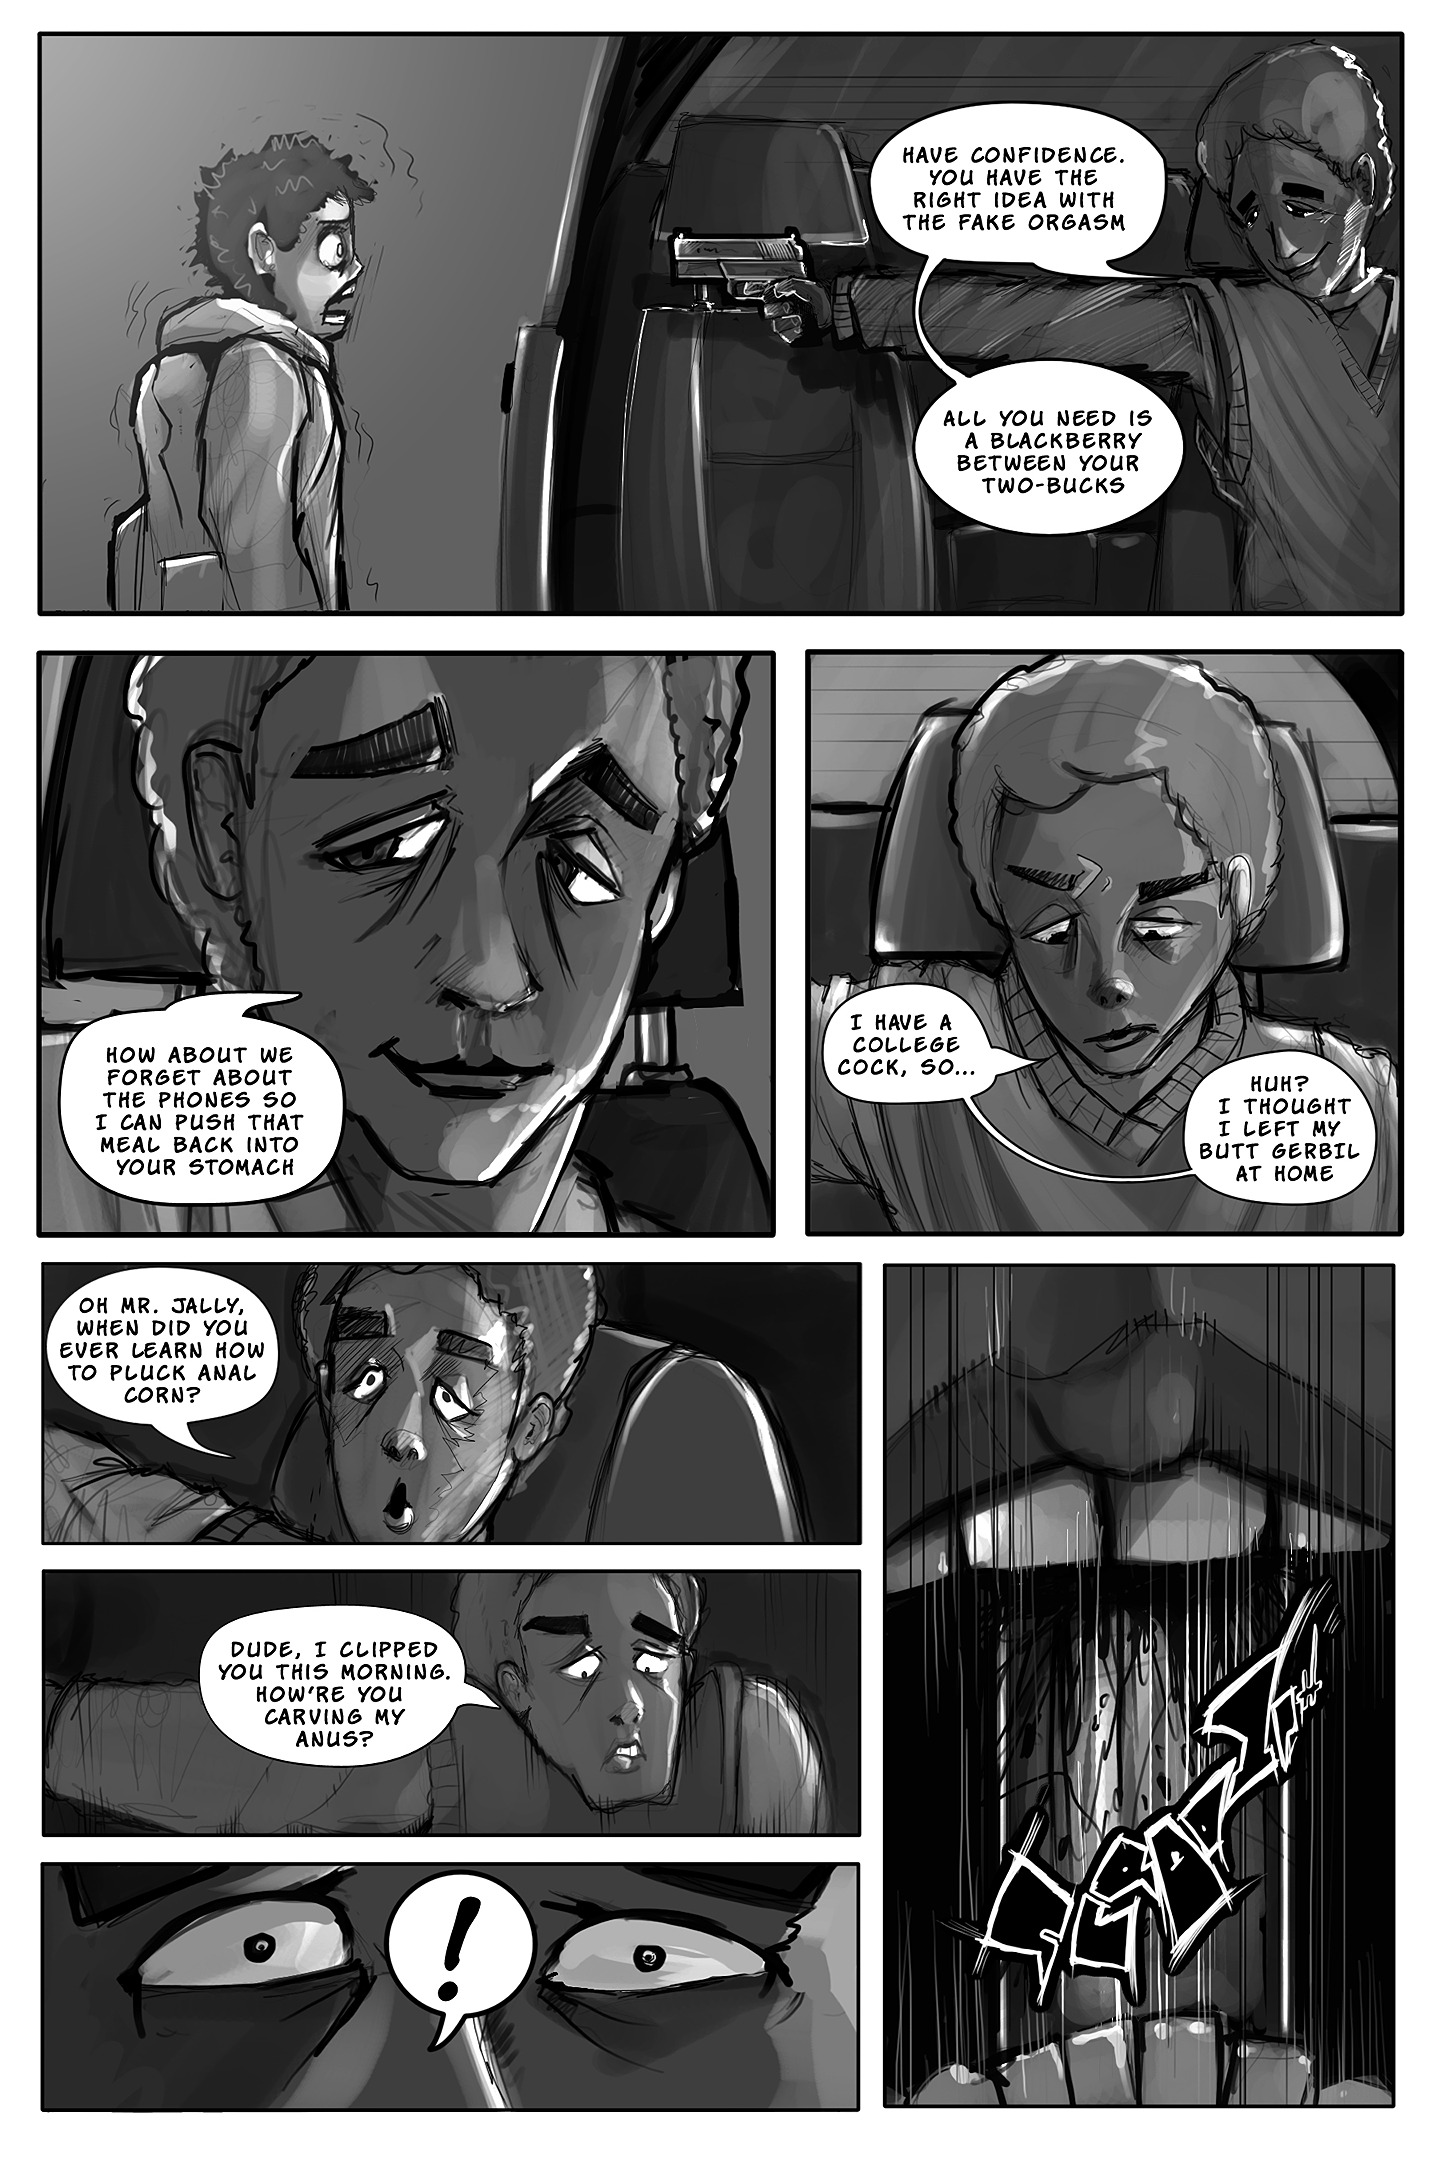 HAVE CONFIDENCE.
YOU HAVE THE
RIGHT IDEA WITH
THE FAKE ORGASM
ALL YOU NEED IS
A BLACKBERRY
BETWEEN YOUR
TWO-BUCKS
HOW ABOUT WE
FORGET ABOUT
THE PHONES SO
I CAN PUSH THAT
MEAL BACK INTO
YOUR STOMACH
I HAVE A
COLLEGE
COCK, SO...
HUH?
I THOUGHT
I LEFT MY
BUTT GERBIL
AT HOME
OH MR. JALLY,
WHEN DID YOU
EVER LEARN HOW
TO PLUCK ANAL
CORN?
DUDE, I CLIPPED
YOU THIS MORNING.
HOW'RE YOU
CARVING MY
ANUS?
!